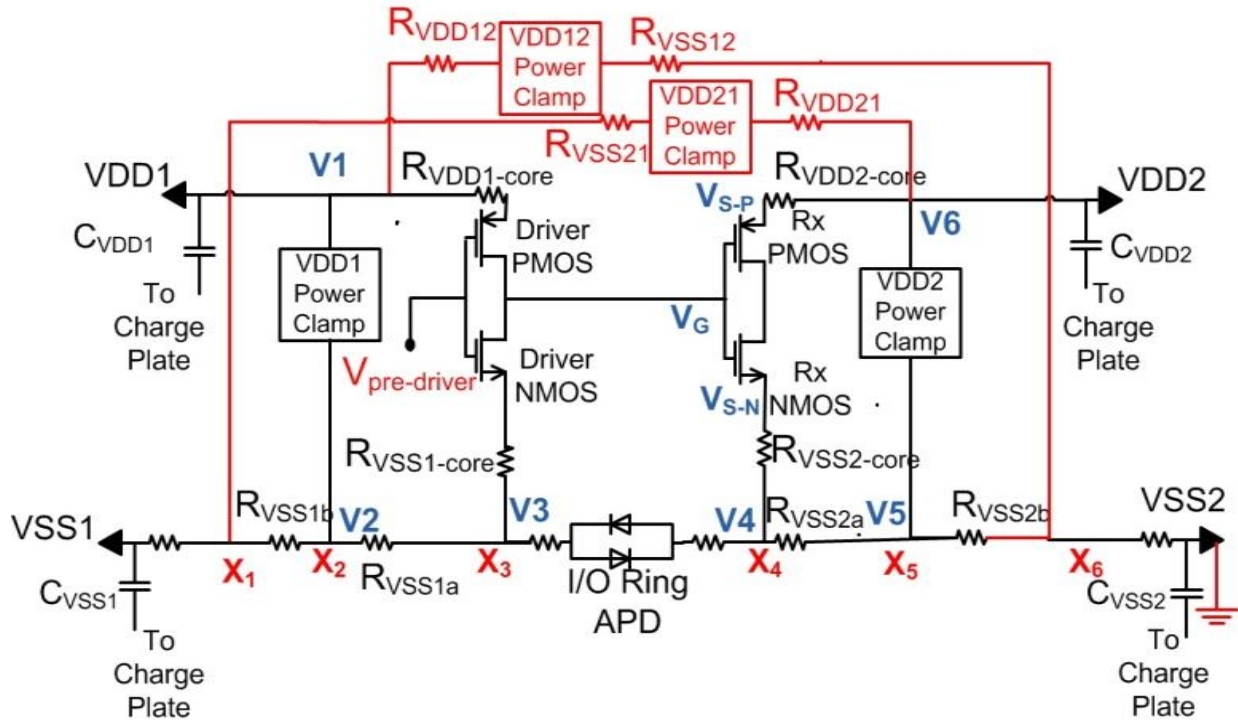 RVDD12
VDD12
Power
Clamp
RVSS12
VDD21
Power
Clamp
RVDD21
RVSS21
VDD1
V1
RVDD1-core
VS-P
RVDD2-core
VDD2
CVDD1
To
Charge
Plate
VDD1
Power
Clamp
Driver
PMOS
Rx
PMOS
V6
VDD2
Power
Clamp
CVDD2
To
Charge
Plate
VG
Vpre-driver
Driver
NMOS
VS-N
Rx
NMOS
RVSS1-core
RVSS2-core
VSS1
RVSS1b
V2
V3
V4
RVSS2a
V5
RVSS2b
VSS2
X1
X2
RVSS1a
X3
I/O Ring
APD
X4
X5
X6
CVSS1
To
Charge
Plate
CVSS2
To
Charge
Plate